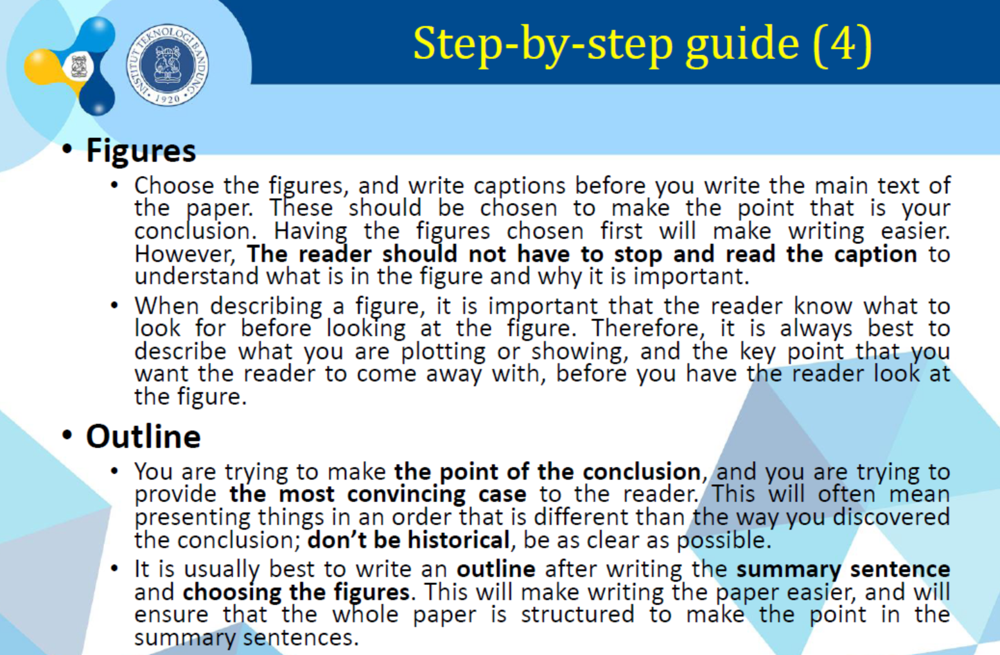 INSTITUT TEKNOLOGI BANDUNG
1920
Step-by-step guide (4)
• Figures
• Choose the figures, and write captions before you write the main text of
the paper. These should be chosen to make the point that is your
conclusion. Having the figures chosen first will make writing easier.
However, The reader should not have to stop and read the caption to
understand what is in the figure and why it is important.
• When describing a figure, it is important that the reader know what to
look for before looking at the figure. Therefore, it is always best to
describe what you are plotting or showing, and the key point that you
want the reader to come away with, before you have the reader look at
the figure.
• Outline
• You are trying to make the point of the conclusion, and you are trying to
provide the most convincing case to the reader. This will often mean
presenting things in an order that is different than the way you discovered
the conclusion; don’t be historical, be as clear as possible.
• It is usually best to write an outline after writing the summary sentence
and choosing the figures. This will make writing the paper easier, and will
ensure that the whole paper is structured to make the point in the
summary sentences.